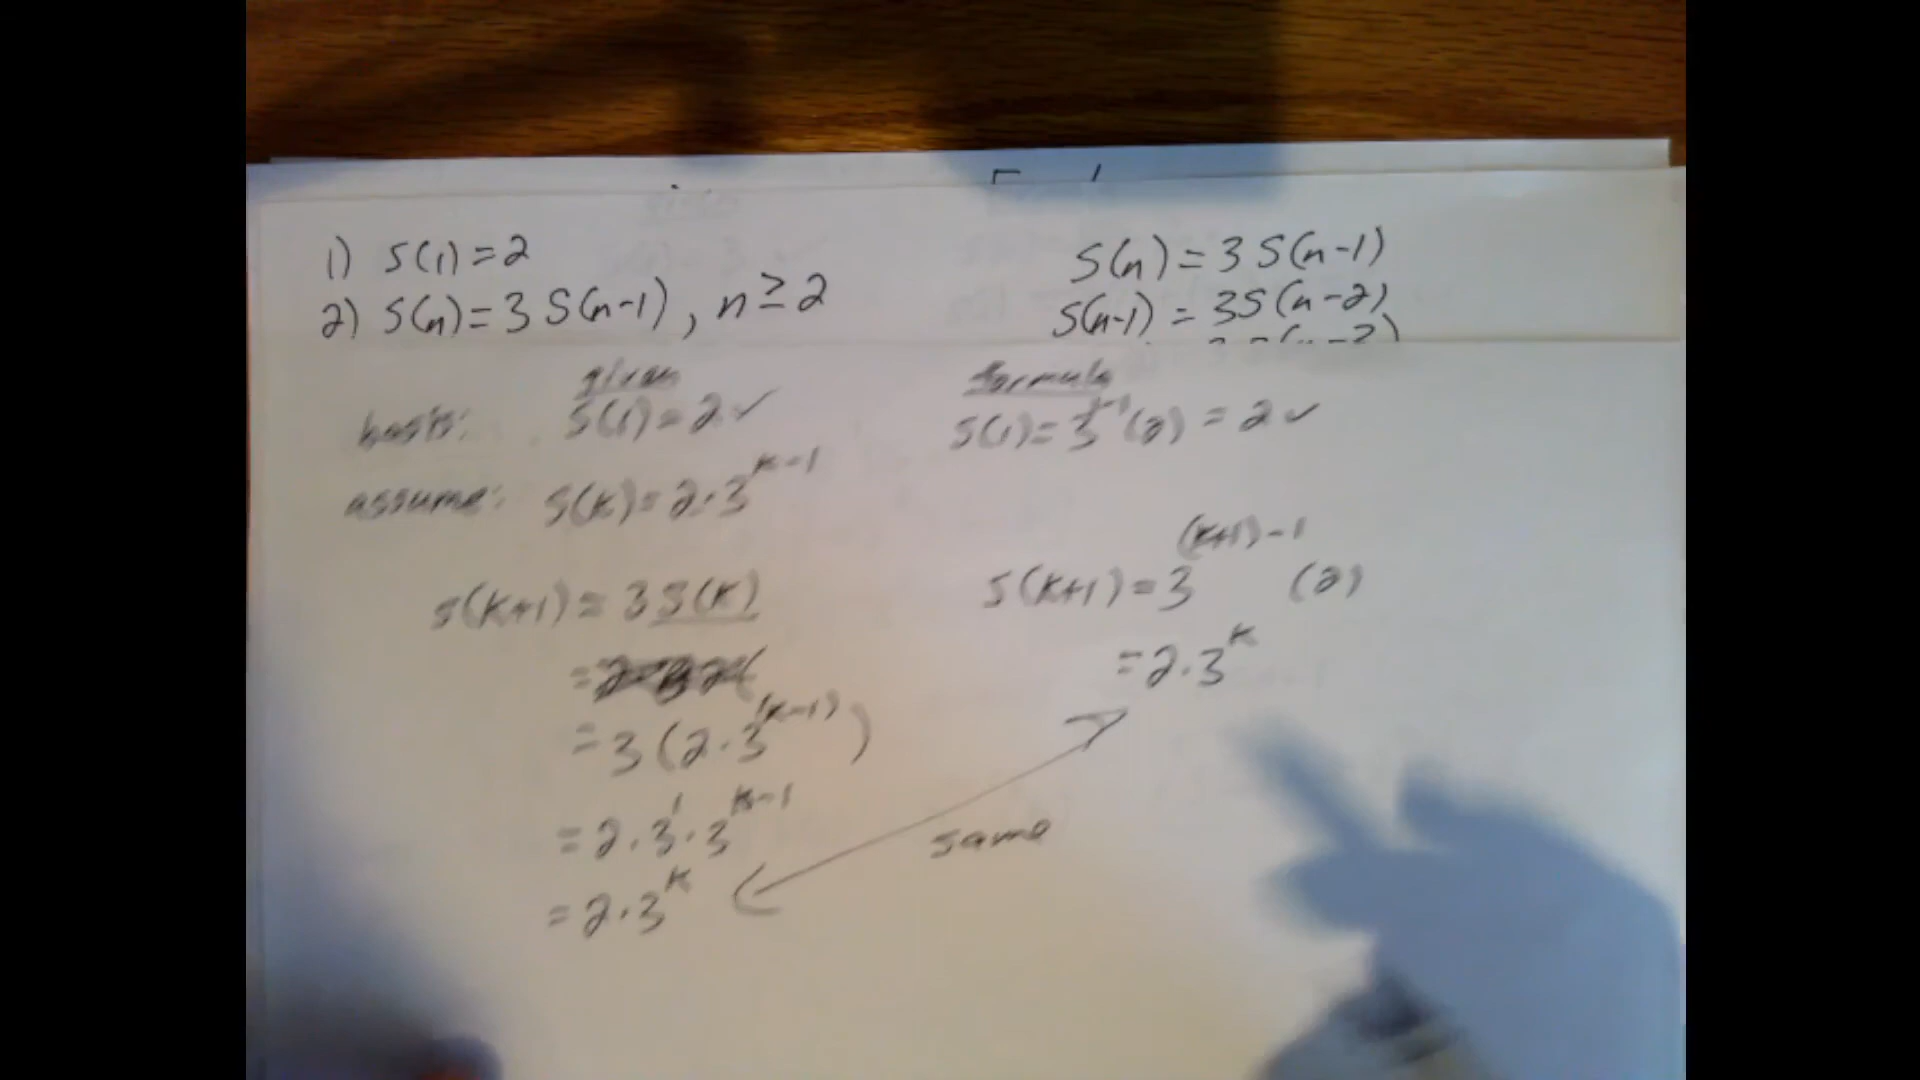 1) S(1) = 2
S(n) = 3 S(n-1)
2) S(n) = 3 S(n-1), n ≥ 2
S(n-1) = 3S(n-2)
given
formula
basis: S(1) = 2 ✓
S(1) = 3^{1-1}(2) = 2 ✓
assume: S(k) = 2·3^{k-1}
S(k+1) = 3 S(k)
S(k+1) = 3^{(k+1)-1} (2)
= 2·3^k
= 3(2·3^{(k-1)})
= 2·3^1·3^{k-1}
same
= 2·3^k